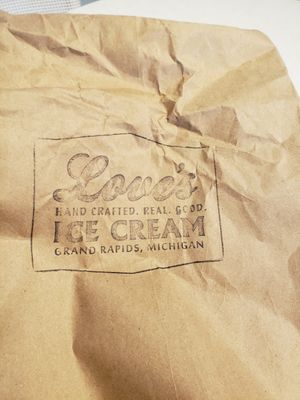 Love's
HAND CRAFTED. REAL. GOOD.
ICE CREAM
GRAND RAPIDS, MICHIGAN